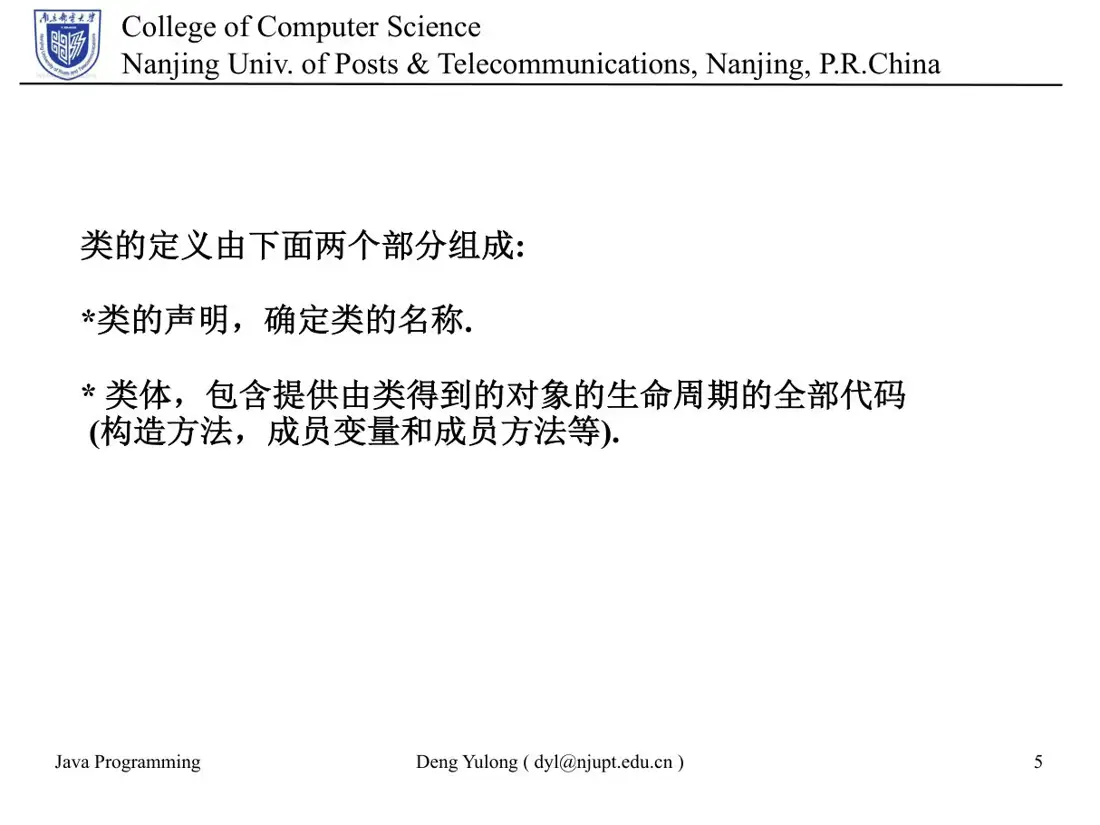 College of Computer Science
Nanjing Univ. of Posts & Telecommunications, Nanjing, P.R.China
类的定义由下面两个部分组成:
*类的声明，确定类的名称.
* 类体，包含提供由类得到的对象的生命周期的全部代码
(构造方法，成员变量和成员方法等).
Java Programming
Deng Yulong ( dyl@njupt.edu.cn )
5